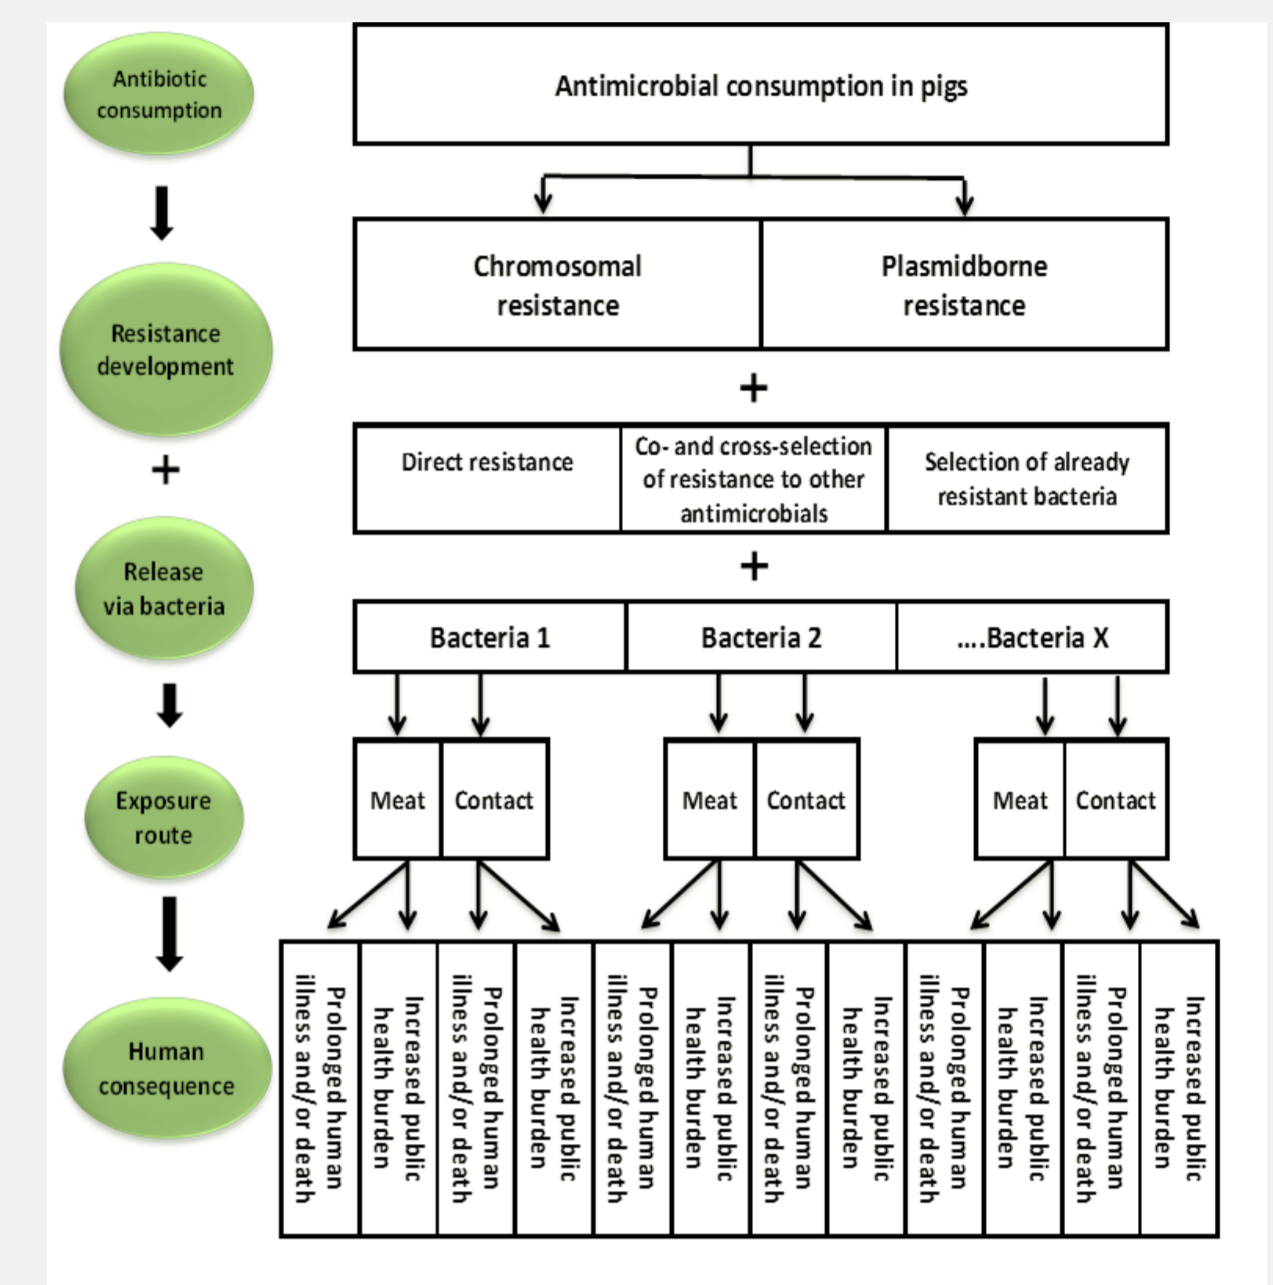 Antibiotic
consumption
Antimicrobial consumption in pigs
Resistance
development
Chromosomal
resistance
Plasmidborne
resistance
+
+
Direct resistance
Co- and cross-selection
of resistance to other
antimicrobials
Selection of already
resistant bacteria
+
Release
via bacteria
Bacteria 1
Bacteria 2
....Bacteria X
Exposure
route
Meat
Contact
Meat
Contact
Meat
Contact
Human
consequence
Prolonged human
illness and/or death
Increased public
health burden
Prolonged human
illness and/or death
Increased public
health burden
Prolonged human
illness and/or death
Increased public
health burden
Prolonged human
illness and/or death
Increased public
health burden
Prolonged human
illness and/or death
Increased public
health burden
Prolonged human
illness and/or death
Increased public
health burden